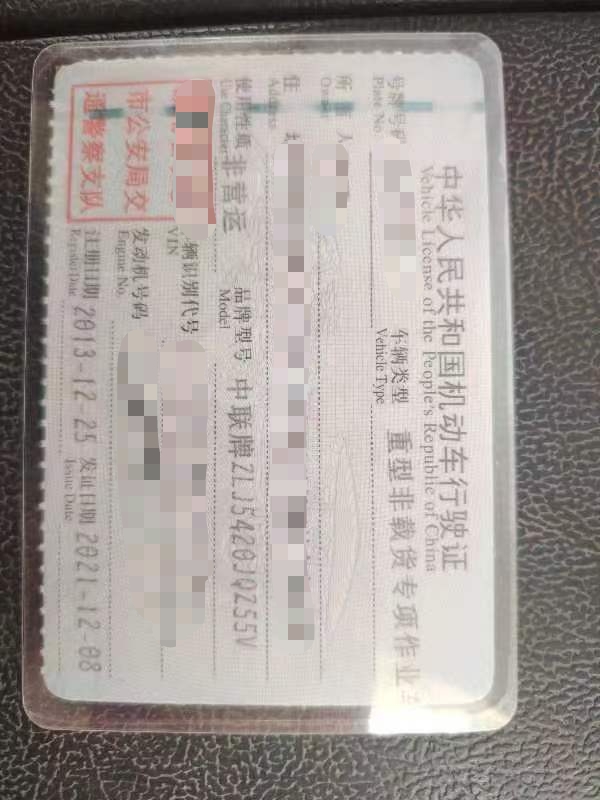 中华人民共和国机动车行驶证
Vehicle License of the People's Republic of China
号牌号码 车辆类型 重型非载货专项作业
Plate No. Vehicle Type
所 人
Owner
住 址
Address
使用性质 非营运 品牌型号 中联牌ZLJ5420JQZ55V
Use Character Model
市公安局交
通警察支队
辆识别代号
VIN
发动机号码
Engine No.
注册日期 2013-12-25 发证日期 2021-12-08
Register Date Issue Date